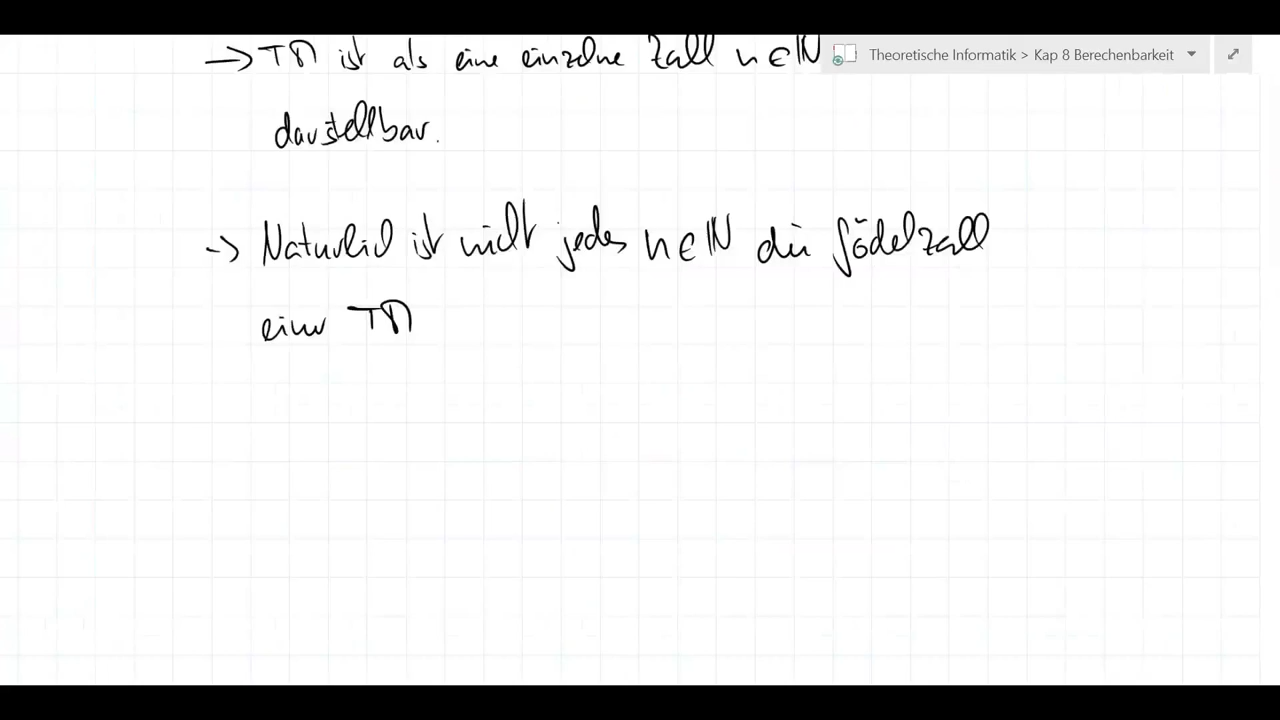 → TM ist als eine einzelne Zahl n ∈ ℕ
Theoretische Informatik > Kap 8 Berechenbarkeit
darstellbar.
→ Natürlich ist nicht jedes n ∈ ℕ die Gödelzahl
einer TM